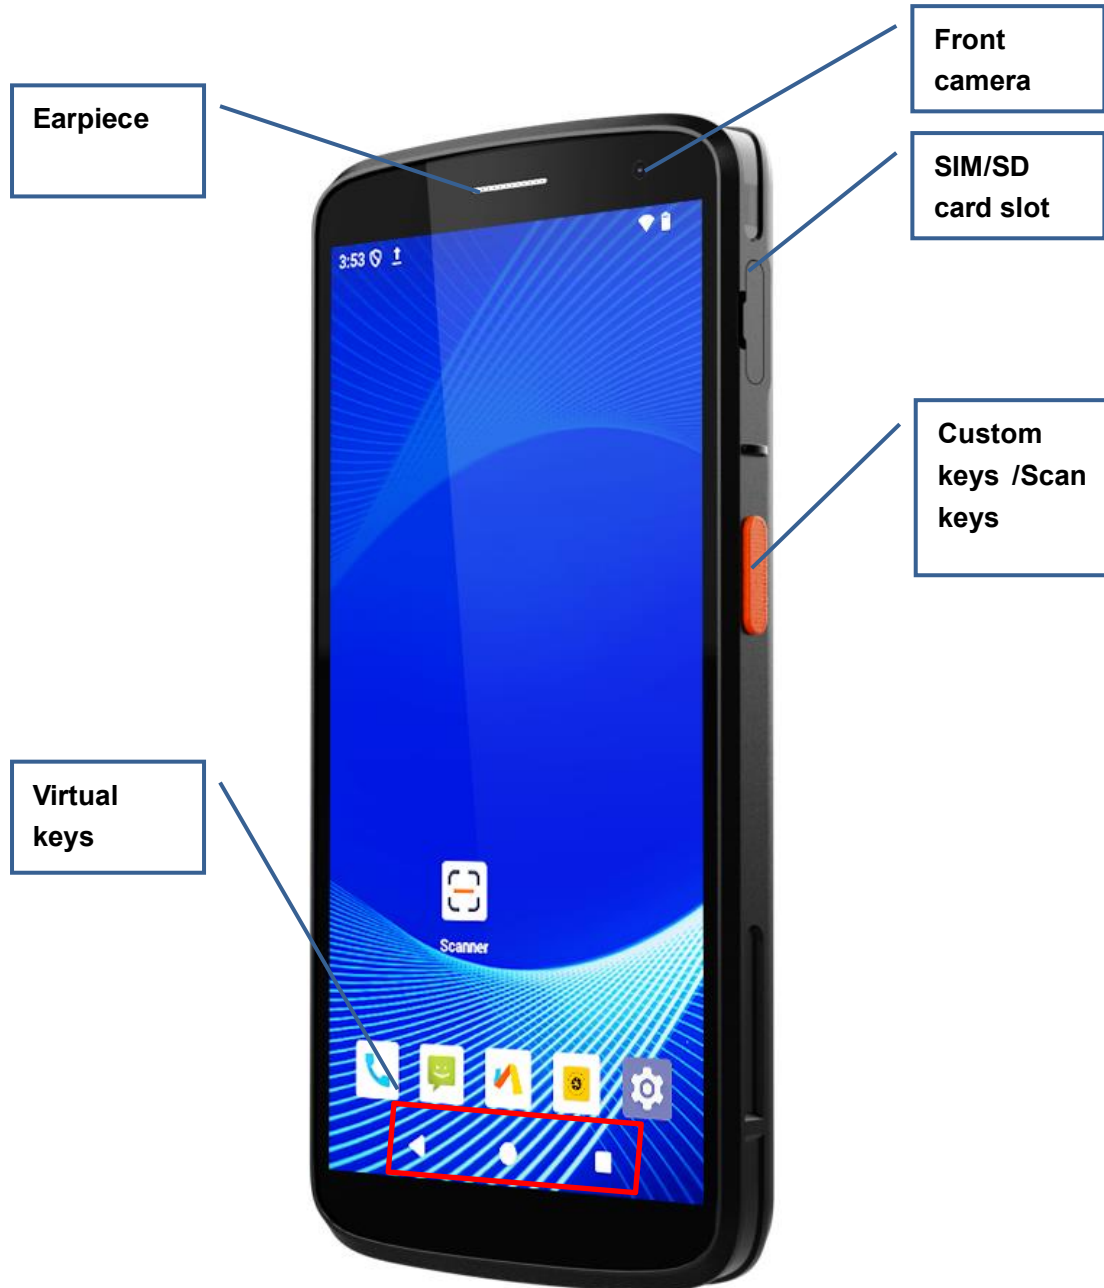 Front
camera
Earpiece
SIM/SD
card slot
3:53
Custom
keys /Scan
keys
Virtual
keys
Scanner